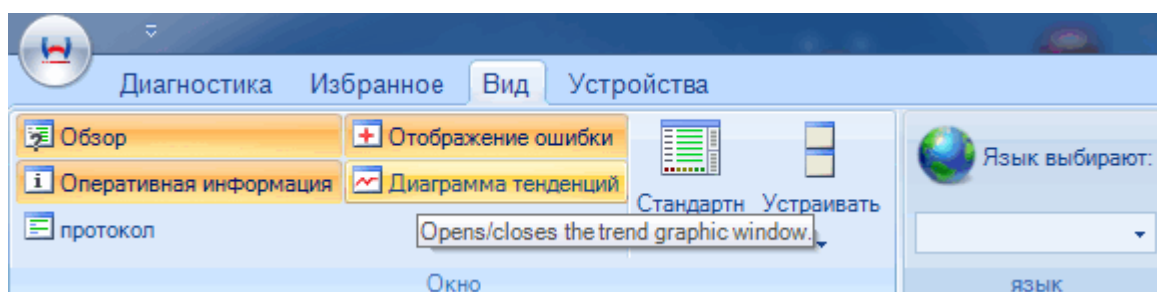 Диагностика Избранное Вид Устройства
Обзор
Отображение ошибки
Оперативная информация
Диаграмма тенденций
протокол
Opens/closes the trend graphic window.
Стандартн
Устраивать
Язык выбирают:
Окно
язык